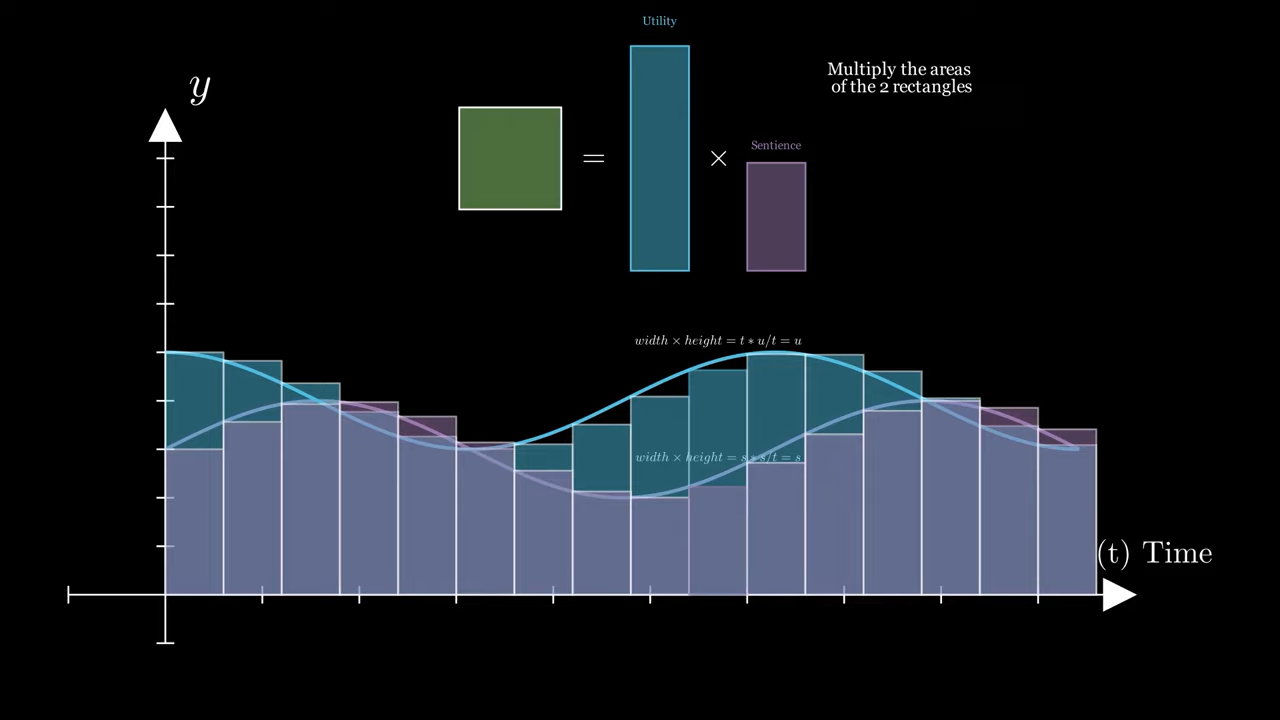 Utility
Multiply the areas
of the 2 rectangles
y
=
×
Sentience
width × height = t ∗ u/t = u
width × height = s ∗ s/t = s
(t) Time